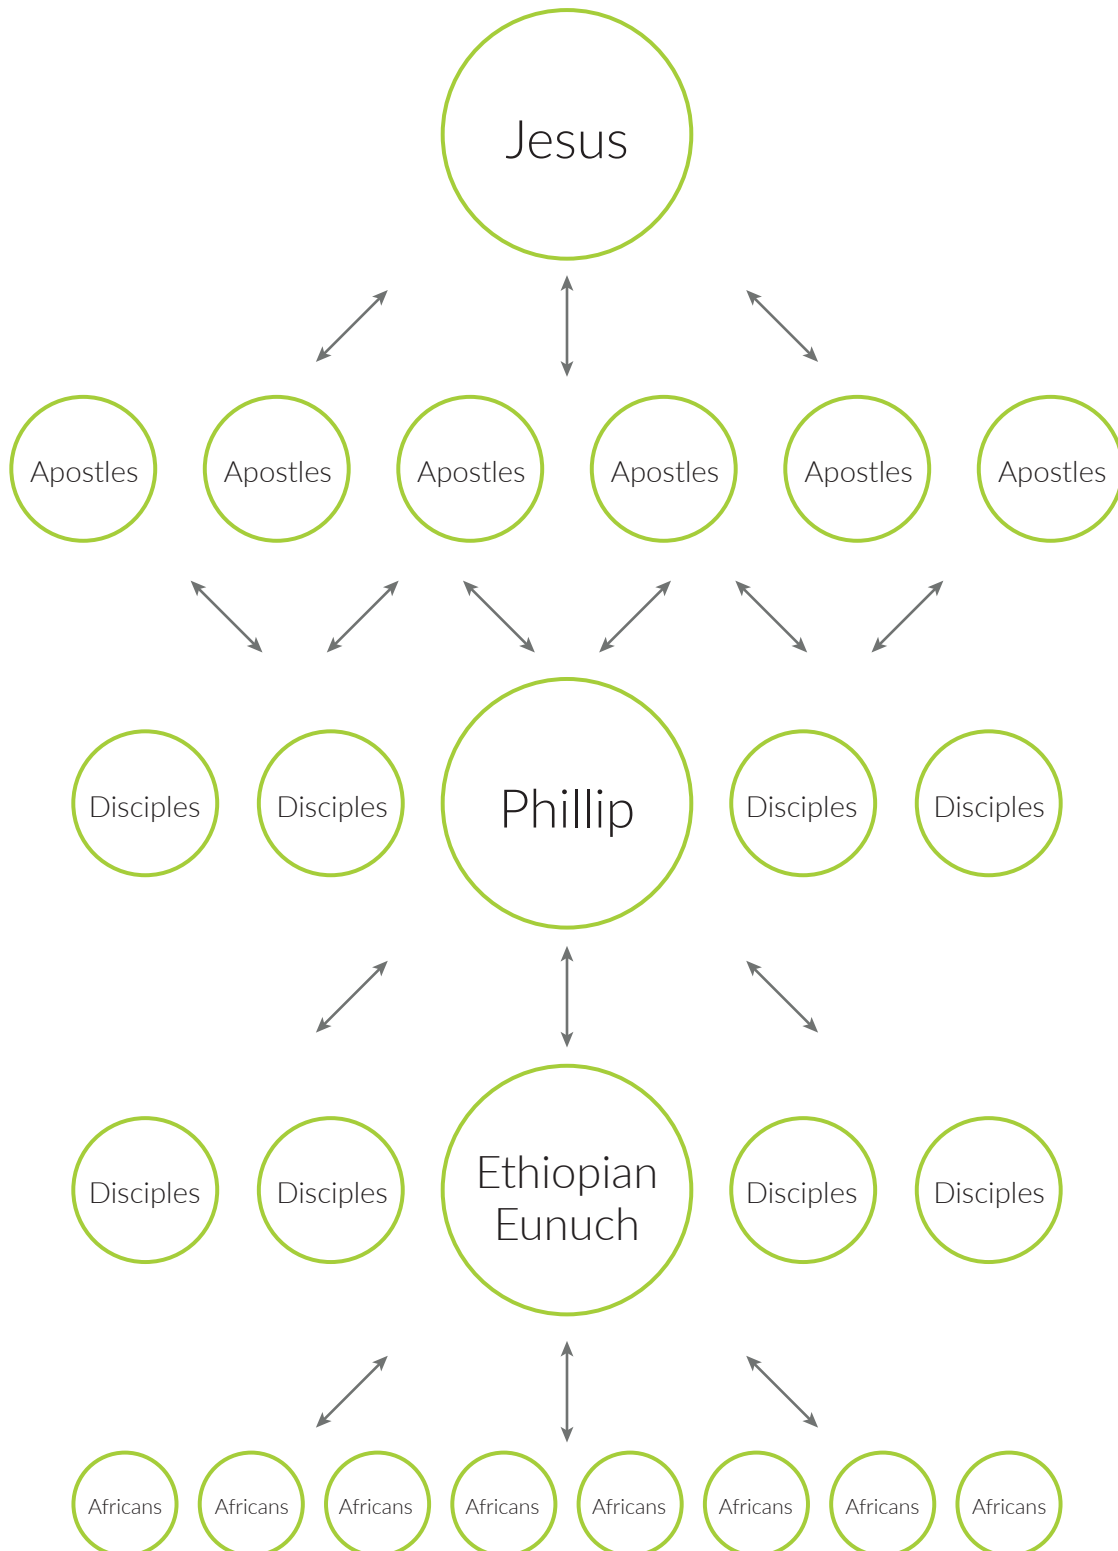 Jesus
Apostles Apostles Apostles Apostles Apostles Apostles
Disciples Disciples Phillip Disciples Disciples
Disciples Disciples Ethiopian Eunuch Disciples Disciples
Africans Africans Africans Africans Africans Africans Africans Africans